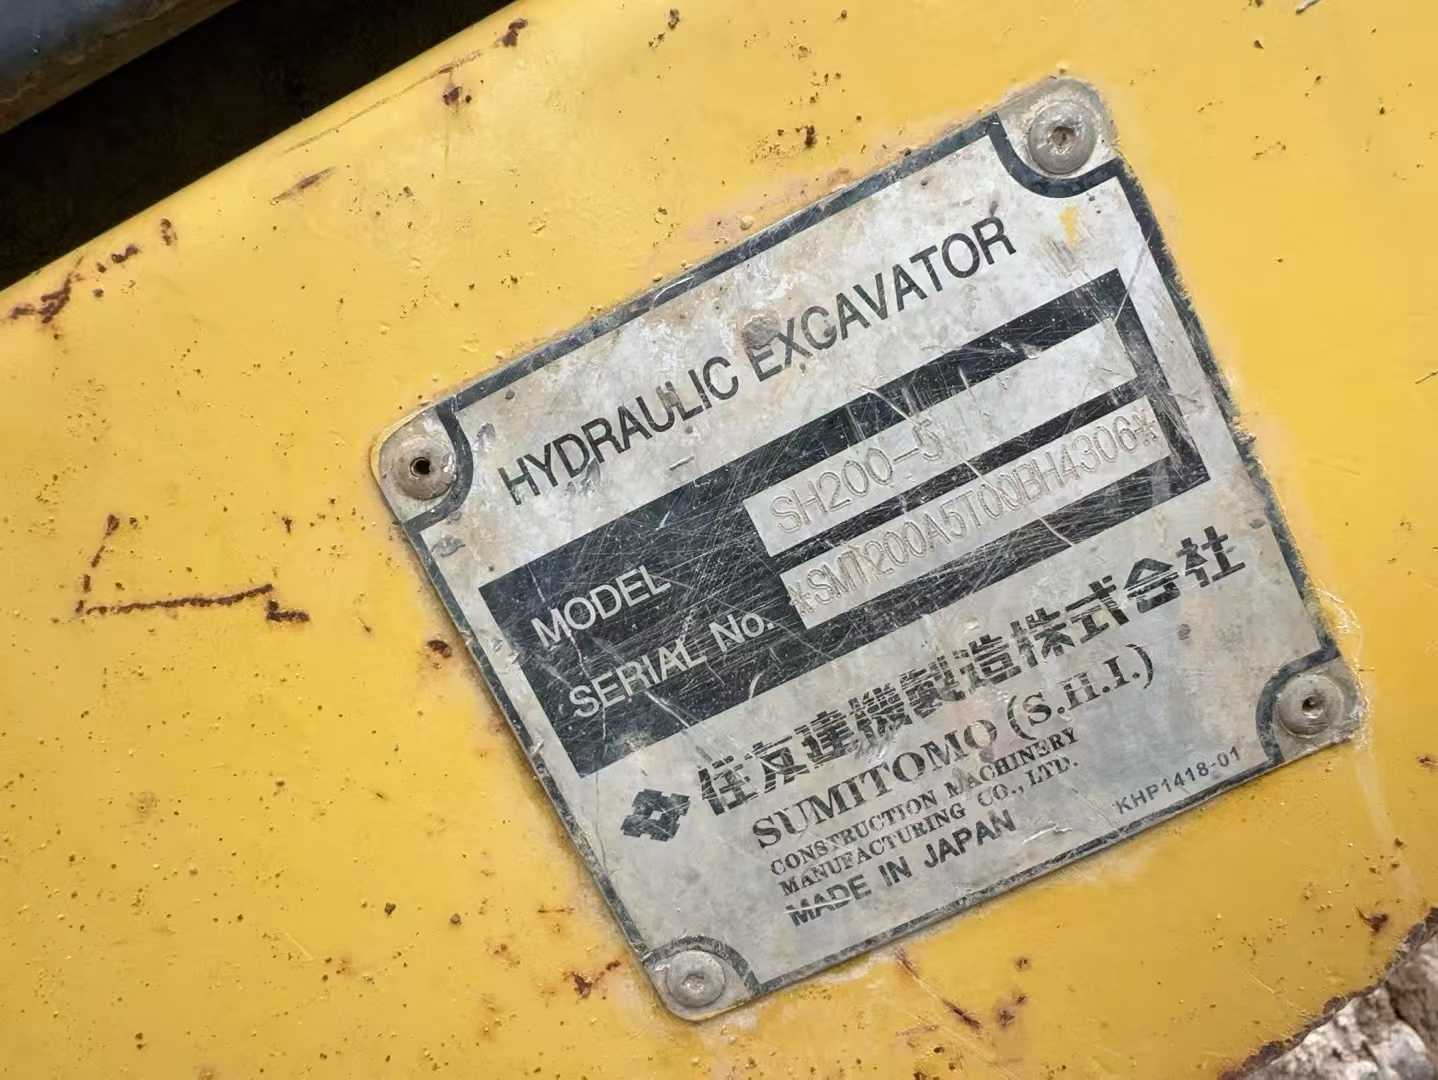 HYDRAULIC EXCAVATOR
MODEL SH200-5
SERIAL No. *SMT200A5T00BH4306*
住友建機製造株式会社
SUMITOMO (S.H.I.)
CONSTRUCTION MACHINERY
MANUFACTURING CO., LTD.
MADE IN JAPAN
KHP1418-01